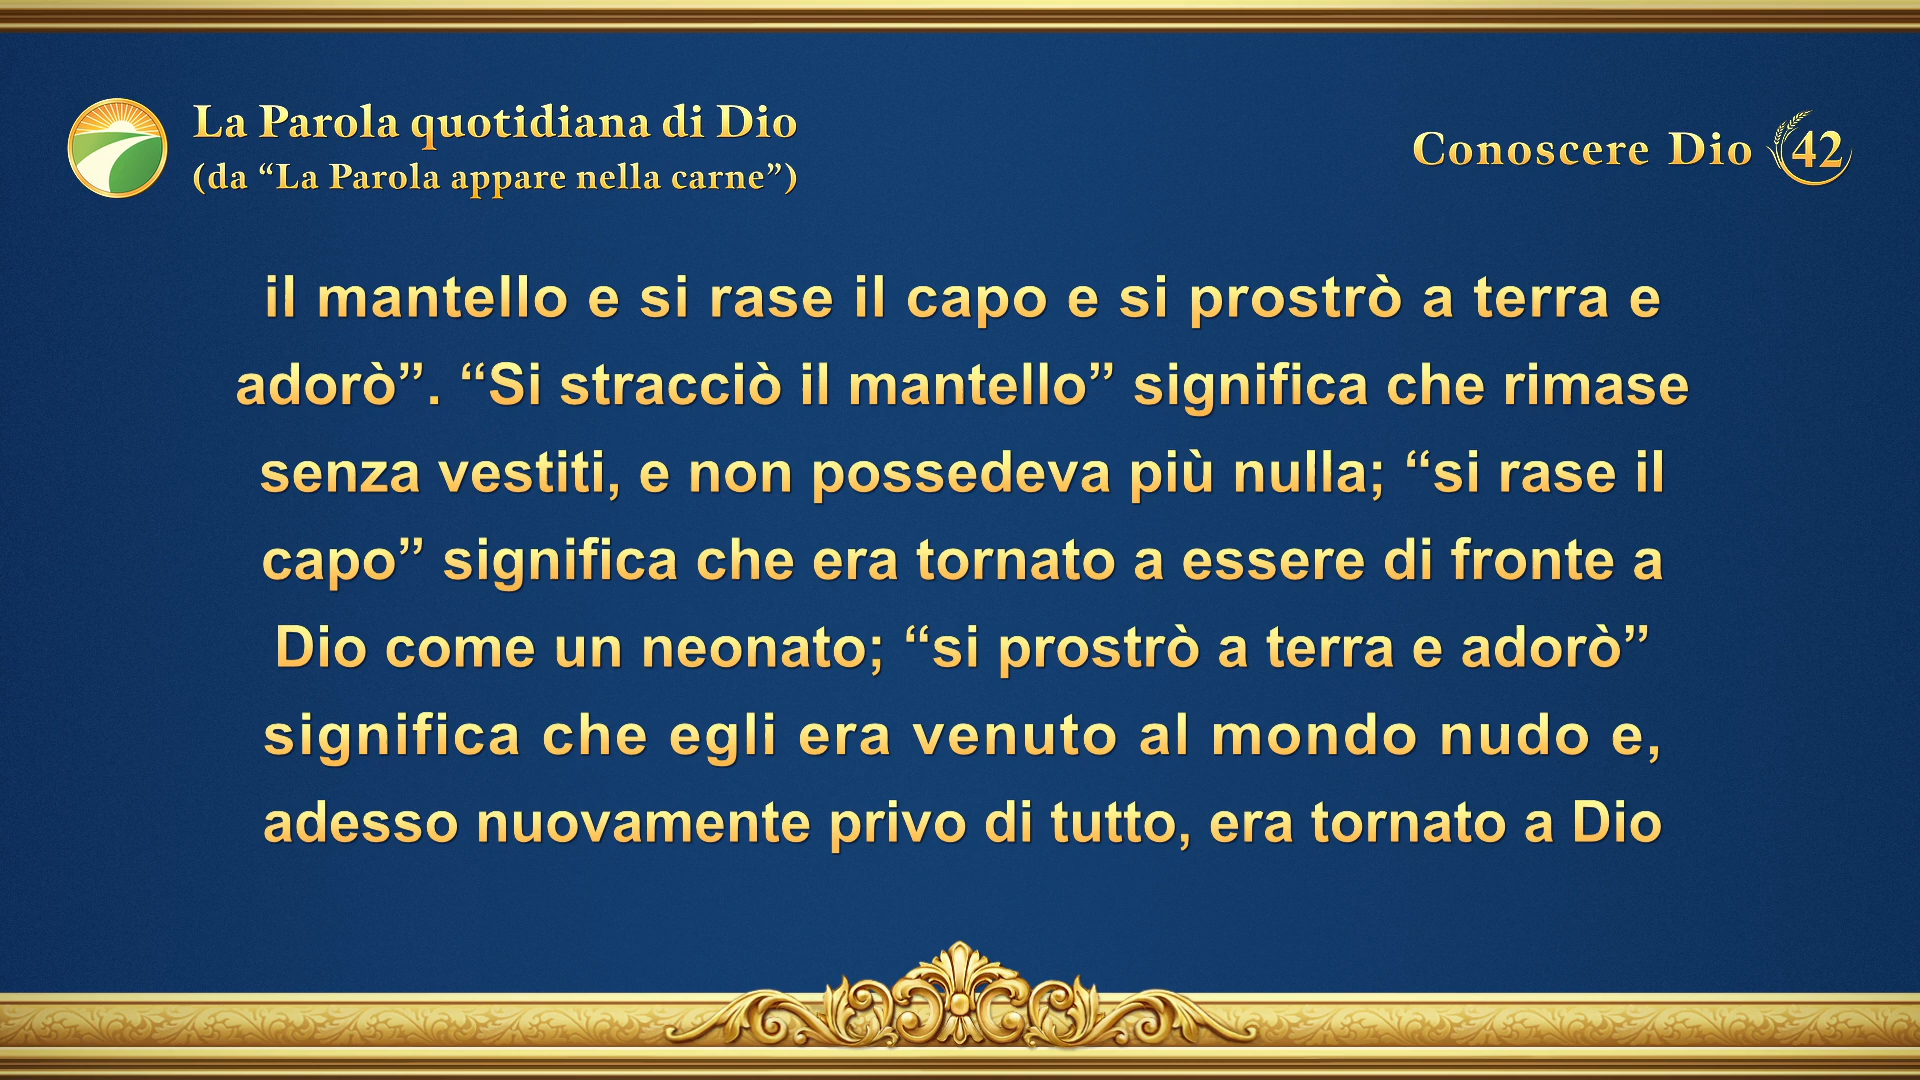 La Parola quotidiana di Dio
(da “La Parola appare nella carne”)
Conoscere Dio 42
il mantello e si rase il capo e si prostrò a terra e
adorò”. “Si stracciò il mantello” significa che rimase
senza vestiti, e non possedeva più nulla; “si rase il
capo” significa che era tornato a essere di fronte a
Dio come un neonato; “si prostrò a terra e adorò”
significa che egli era venuto al mondo nudo e,
adesso nuovamente privo di tutto, era tornato a Dio